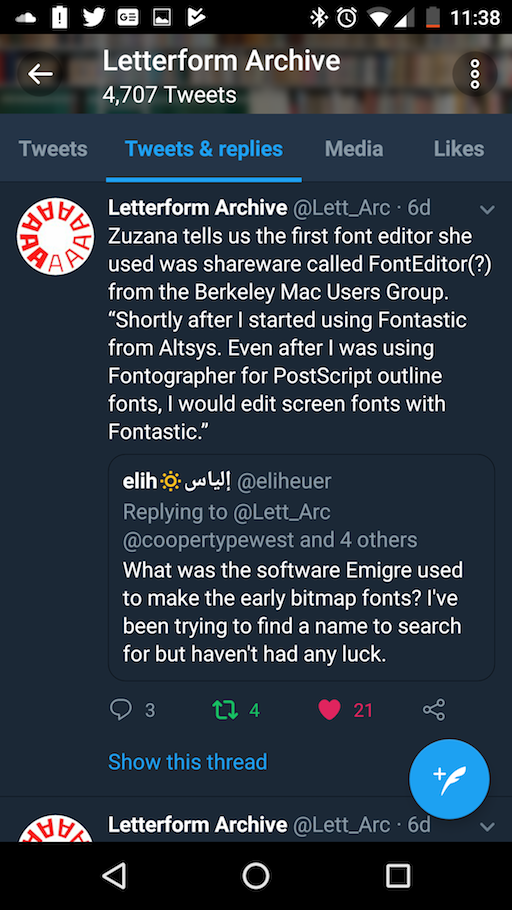 11:38
Letterform Archive
4,707 Tweets
Tweets
Tweets & replies
Media
Likes
Letterform Archive @Lett_Arc · 6d
Zuzana tells us the first font editor she
used was shareware called FontEditor(?)
from the Berkeley Mac Users Group.
“Shortly after I started using Fontastic
from Altsys. Even after I was using
Fontographer for PostScript outline
fonts, I would edit screen fonts with
Fontastic.”
elih🔅إلياس @eliheuer
Replying to @Lett_Arc
@coopertypewest and 4 others
What was the software Emigre used
to make the early bitmap fonts? I've
been trying to find a name to search
for but haven't had any luck.
3
4
21
Show this thread
Letterform Archive @Lett_Arc · 6d